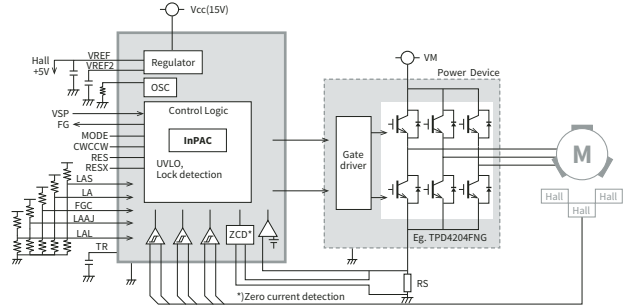 Vcc(15V)
Hall
+5V
VREF
VREF2
Regulator
OSC
VM
Power Device
VSP
FG
MODE
CWCCW
RES
RESX
LAS
LA
FGC
LAAJ
LAL
TR
Control Logic
InPAC
UVLO,
Lock detection
ZCD*
Gate
driver
Eg. TPD4204FNG
M
Hall
Hall
Hall
RS
*)Zero current detection